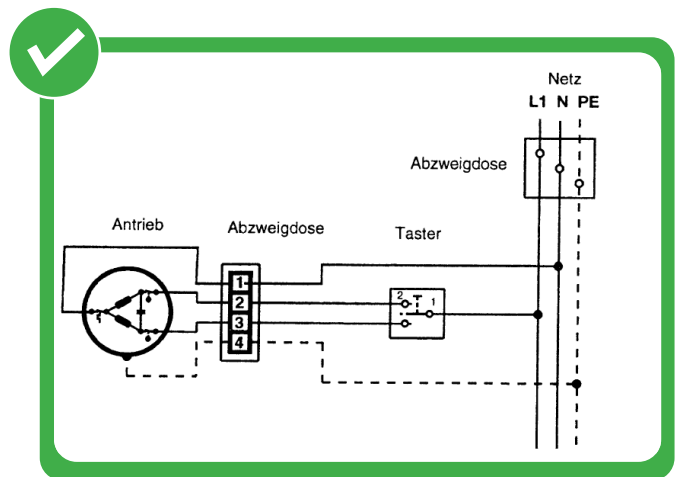 Netz
L1 N PE
Abzweigdose
Antrieb
Abzweigdose
Taster
1
2
3
4
2
1